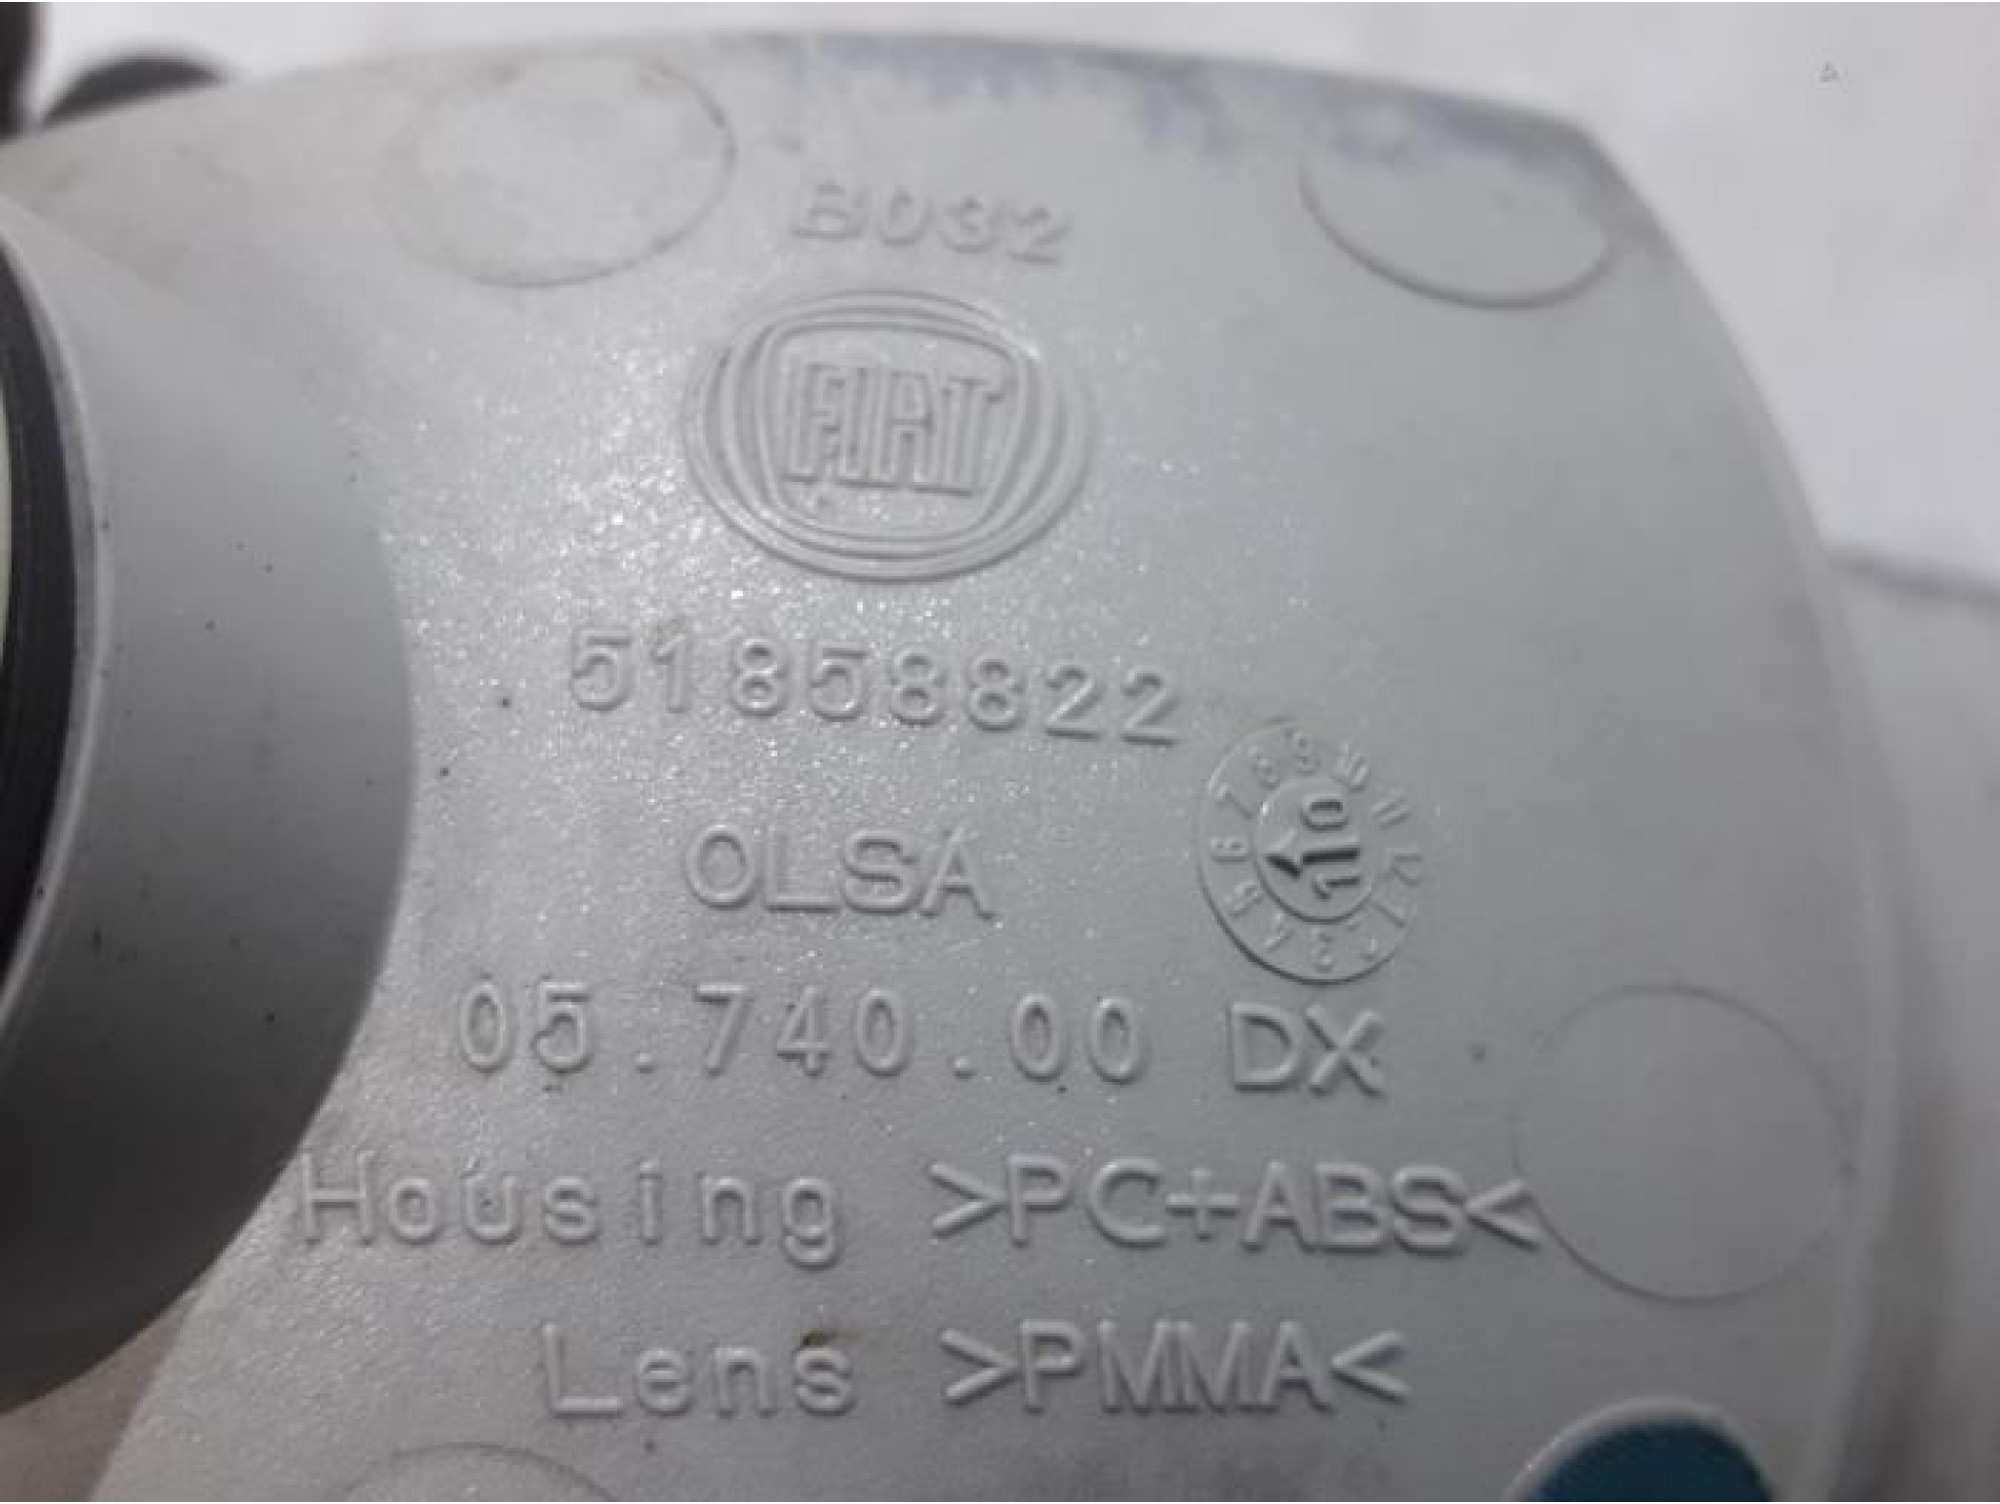 B032
FIAT
51858822
OLSA
05.740.00 DX
Housing >PC+ABS<
Lens >PMMA<